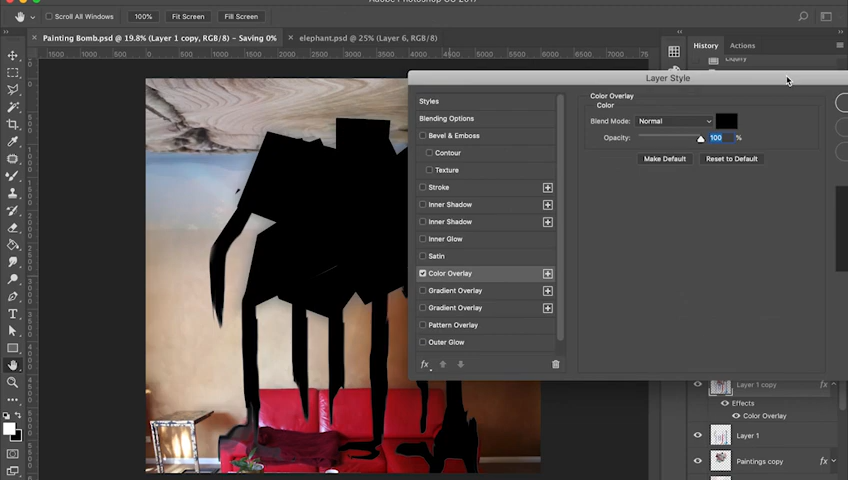 Adobe Photoshop CC 2017
Scroll All Windows
100%
Fit Screen
Fill Screen
Painting Bomb.psd @ 19.8% (Layer 1 copy, RGB/8) - Saving 0%
elephant.psd @ 25% (Layer 6, RGB/8)
History
Actions
Layer Style
Styles
Blending Options
Bevel & Emboss
Contour
Texture
Stroke
Inner Shadow
Inner Shadow
Inner Glow
Satin
Color Overlay
Gradient Overlay
Gradient Overlay
Pattern Overlay
Outer Glow
fx
Color Overlay
Color
Blend Mode: Normal
Opacity: 100 %
Make Default
Reset to Default
Layer 1 copy fx
Effects
Color Overlay
Layer 1
Paintings copy fx